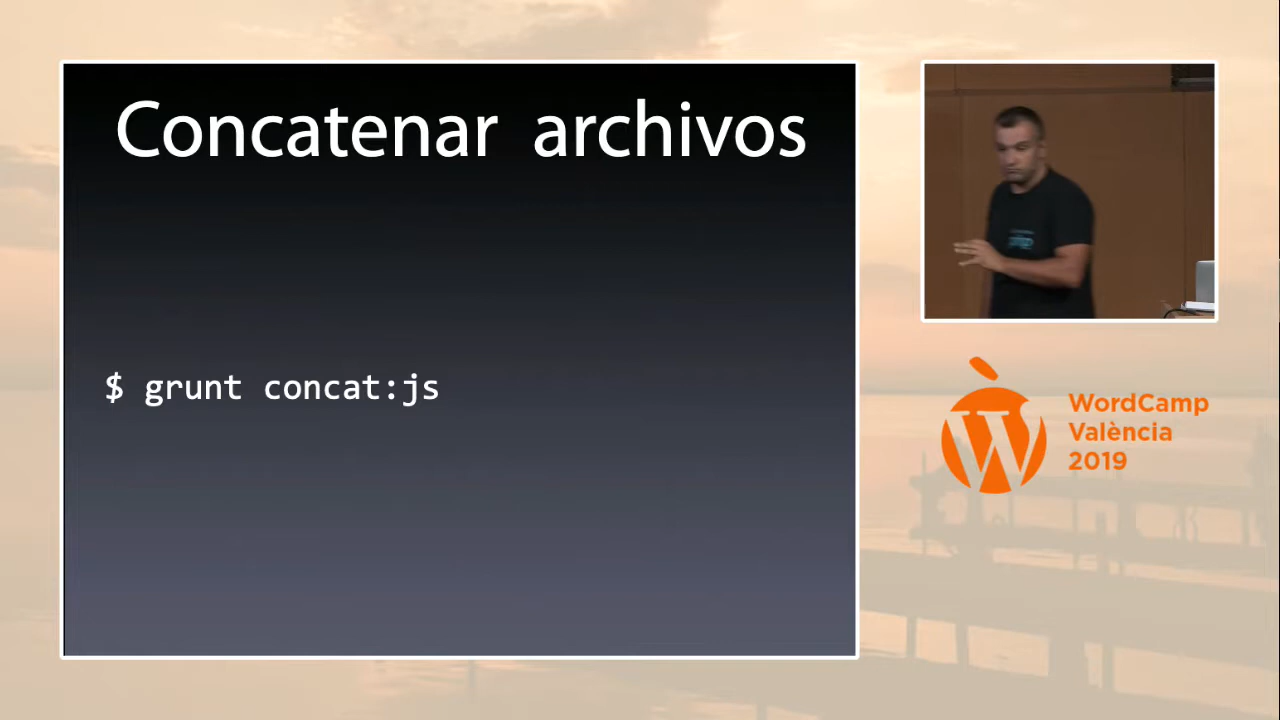 Concatenar archivos
$ grunt concat:js
WordCamp
València
2019